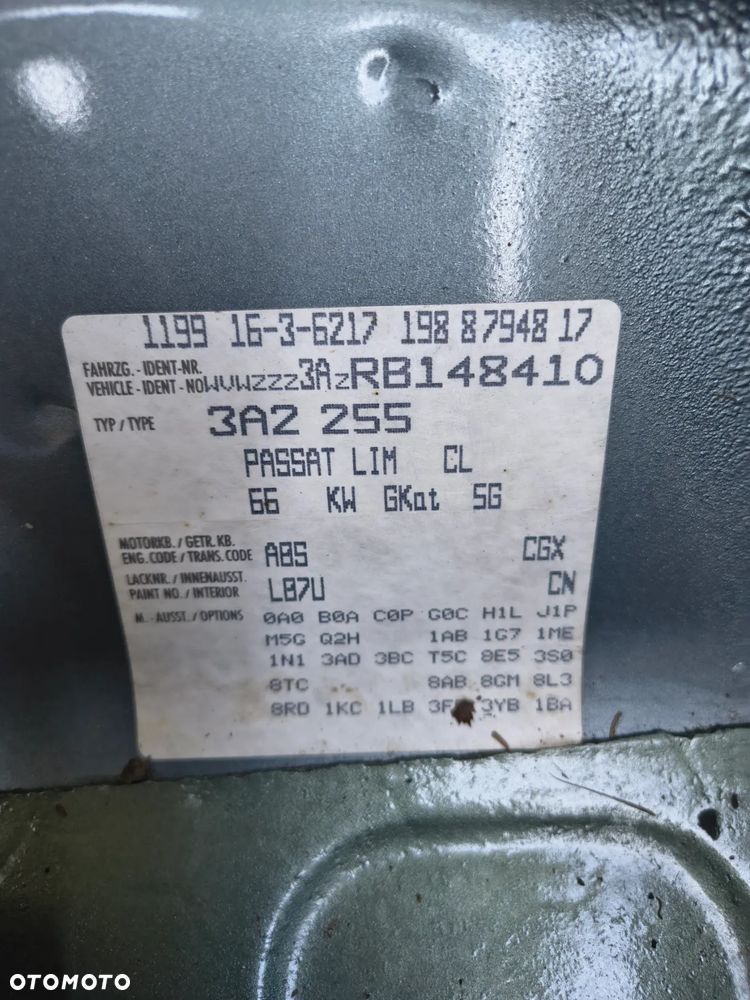 1199 16-3-6217 198 8794817
FAHRZG. - IDENT-NR.
VEHICLE - IDENT - NO WVWZZZ3AZRB148410
TYP / TYPE 3A2 255
PASSAT LIM CL
66 KW GKat 5G
MOTORKB. / GETR.KB.
ENG.CODE / TRANS.CODE ABS CGX
LACKNR. / INNENAUSST.
PAINT NO. / INTERIOR LB7U CN
M.-AUSST. / OPTIONS 0A0 B0A C0P G0C H1L J1P
M5G Q2H 1AB 1G7 1ME
1N1 3AD 3BC T5C 8E5 3S0
8TC 8AB 8GM 8L3
8RD 1KC 1LB 3YB 1BA
OTOMOTO